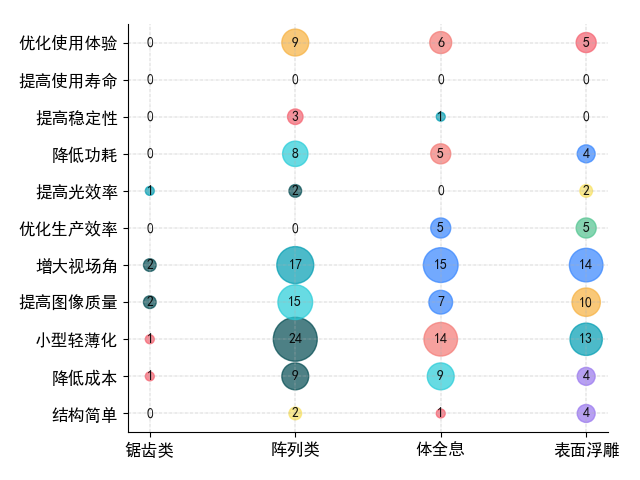 优化使用体验 0 9 6 5
提高使用寿命 0 0 0 0
提高稳定性 0 3 1 0
降低功耗 0 8 5 4
提高光效率 1 2 0 2
优化生产效率 0 0 5 5
增大视场角 2 17 15 14
提高图像质量 2 15 7 10
小型轻薄化 1 24 14 13
降低成本 1 9 9 4
结构简单 0 2 1 4
锯齿类 阵列类 体全息 表面浮雕